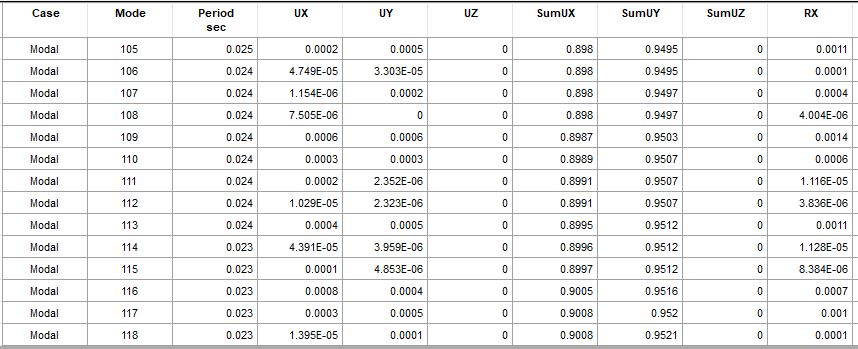 Case Mode Period sec UX UY UZ SumUX SumUY SumUZ RX
Modal 105 0.025 0.0002 0.0005 0 0.898 0.9495 0 0.0011
Modal 106 0.024 4.749E-05 3.303E-05 0 0.898 0.9495 0 0.0001
Modal 107 0.024 1.154E-06 0.0002 0 0.898 0.9497 0 0.0004
Modal 108 0.024 7.505E-06 0 0 0.898 0.9497 0 4.004E-06
Modal 109 0.024 0.0006 0.0006 0 0.8987 0.9503 0 0.0014
Modal 110 0.024 0.0003 0.0003 0 0.8989 0.9507 0 0.0006
Modal 111 0.024 0.0002 2.352E-06 0 0.8991 0.9507 0 1.116E-05
Modal 112 0.024 1.029E-05 2.323E-06 0 0.8991 0.9507 0 3.836E-06
Modal 113 0.024 0.0004 0.0005 0 0.8995 0.9512 0 0.0011
Modal 114 0.023 4.391E-05 3.959E-06 0 0.8996 0.9512 0 1.128E-05
Modal 115 0.023 0.0001 4.853E-06 0 0.8997 0.9512 0 8.384E-06
Modal 116 0.023 0.0008 0.0004 0 0.9005 0.9516 0 0.0007
Modal 117 0.023 0.0003 0.0005 0 0.9008 0.952 0 0.001
Modal 118 0.023 1.395E-05 0.0001 0 0.9008 0.9521 0 0.0001